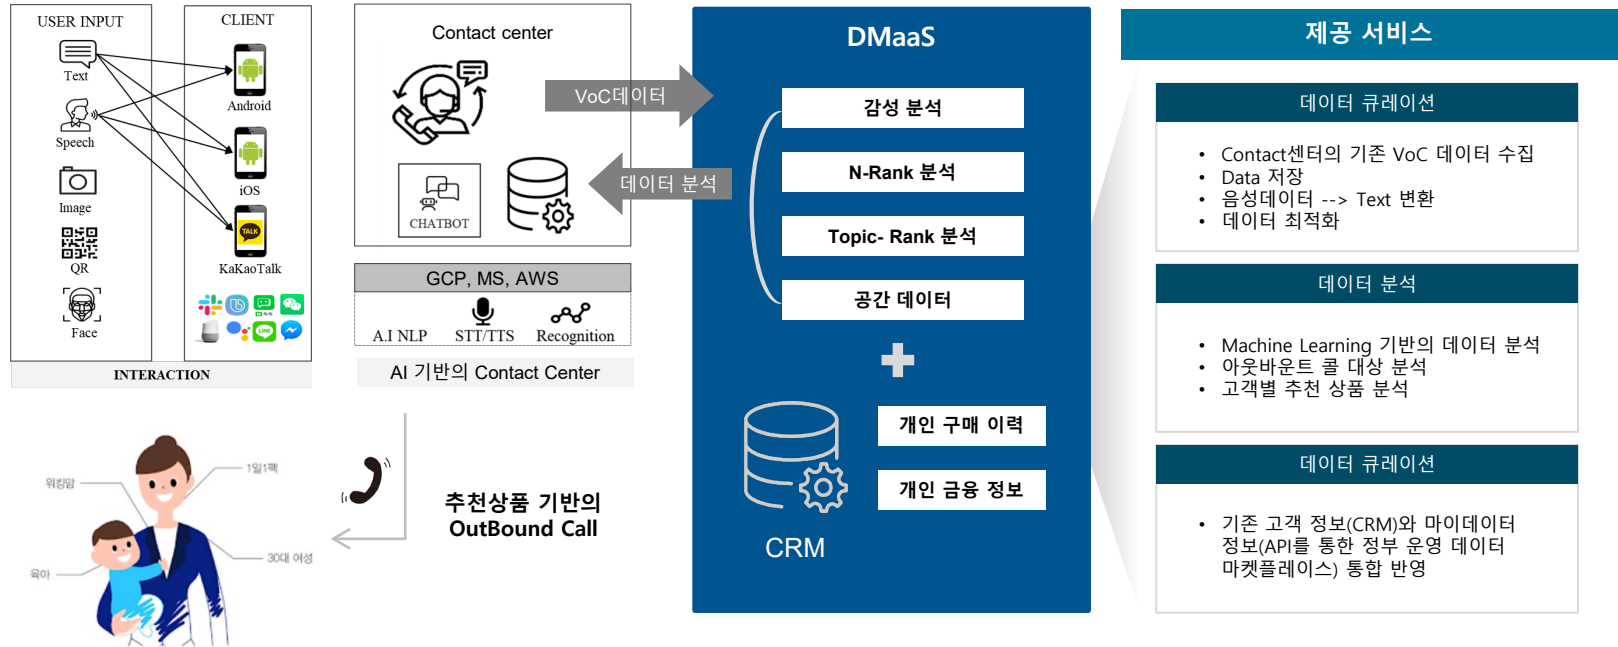 USER INPUT
Text
Speech
Image
QR
Face
CLIENT
Android
iOS
TALK
KaKaoTalk
LINE
INTERACTION
Contact center
CHATBOT
GCP, MS, AWS
A.I NLP
STT/TTS
Recognition
AI 기반의 Contact Center
VoC데이터
데이터 분석
DMaaS
감성 분석
N-Rank 분석
Topic- Rank 분석
공간 데이터
개인 구매 이력
개인 금융 정보
CRM
제공 서비스
데이터 큐레이션
• Contact센터의 기존 VoC 데이터 수집
• Data 저장
• 음성데이터 --> Text 변환
• 데이터 최적화
데이터 분석
• Machine Learning 기반의 데이터 분석
• 아웃바운트 콜 대상 분석
• 고객별 추천 상품 분석
데이터 큐레이션
• 기존 고객 정보(CRM)와 마이데이터
정보(API를 통한 정부 운영 데이터
마켓플레이스) 통합 반영
추천상품 기반의
OutBound Call
워킹맘
1일1팩
육아
30대 여성